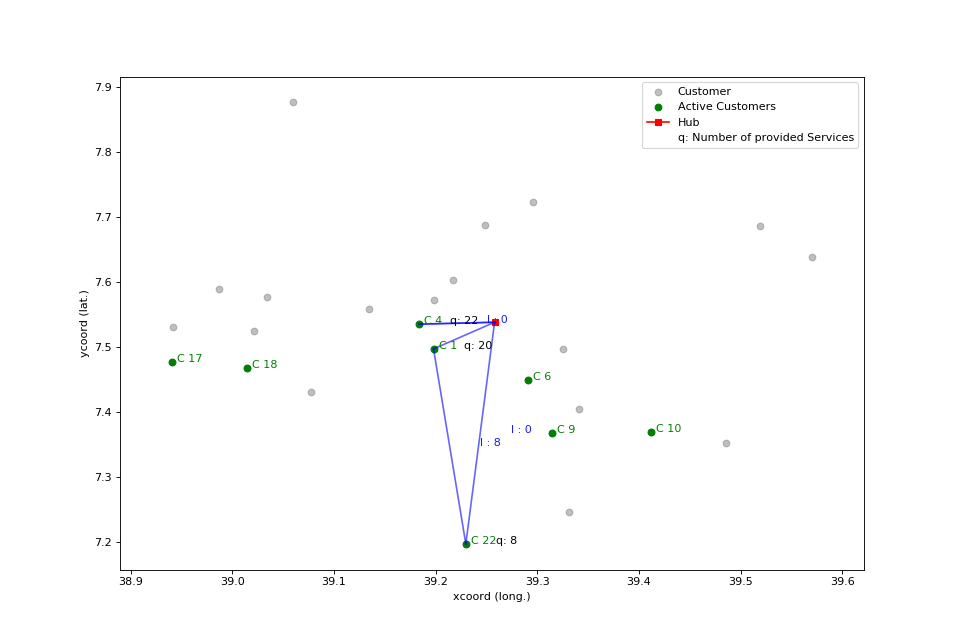 Customer
Active Customers
Hub
q: Number of provided Services
7.9
7.8
7.7
7.6
7.5
7.4
7.3
7.2
ycoord (lat.)
C 4 q: 22 l : 0
C 1 q: 20
C 17
C 18
C 6
l : 0 C 9
C 10
l : 8
C 22 q: 8
38.9 39.0 39.1 39.2 39.3 39.4 39.5 39.6
xcoord (long.)